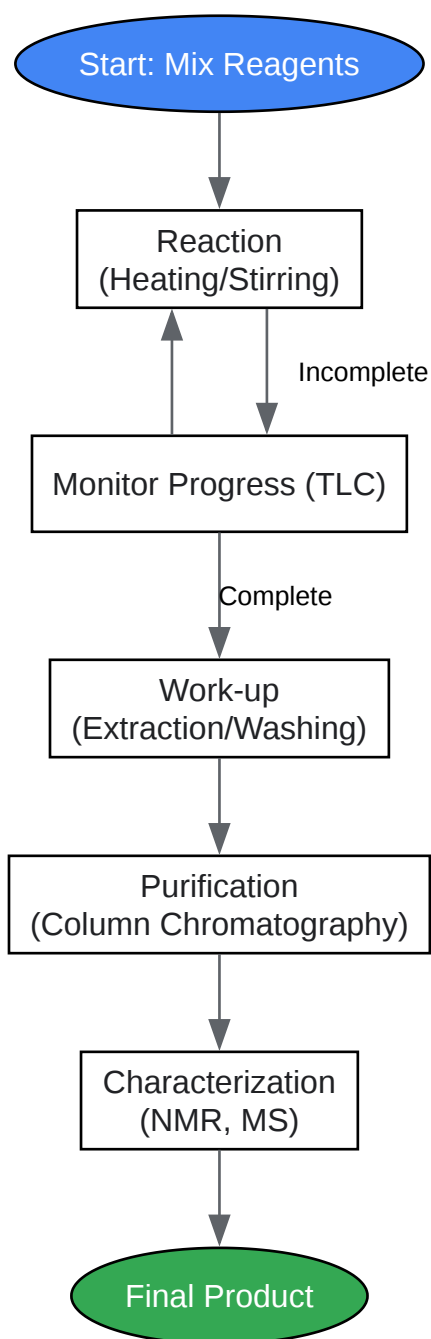 Start: Mix Reagents
Reaction
(Heating/Stirring)
Incomplete
Monitor Progress (TLC)
Complete
Work-up
(Extraction/Washing)
Purification
(Column Chromatography)
Characterization
(NMR, MS)
Final Product